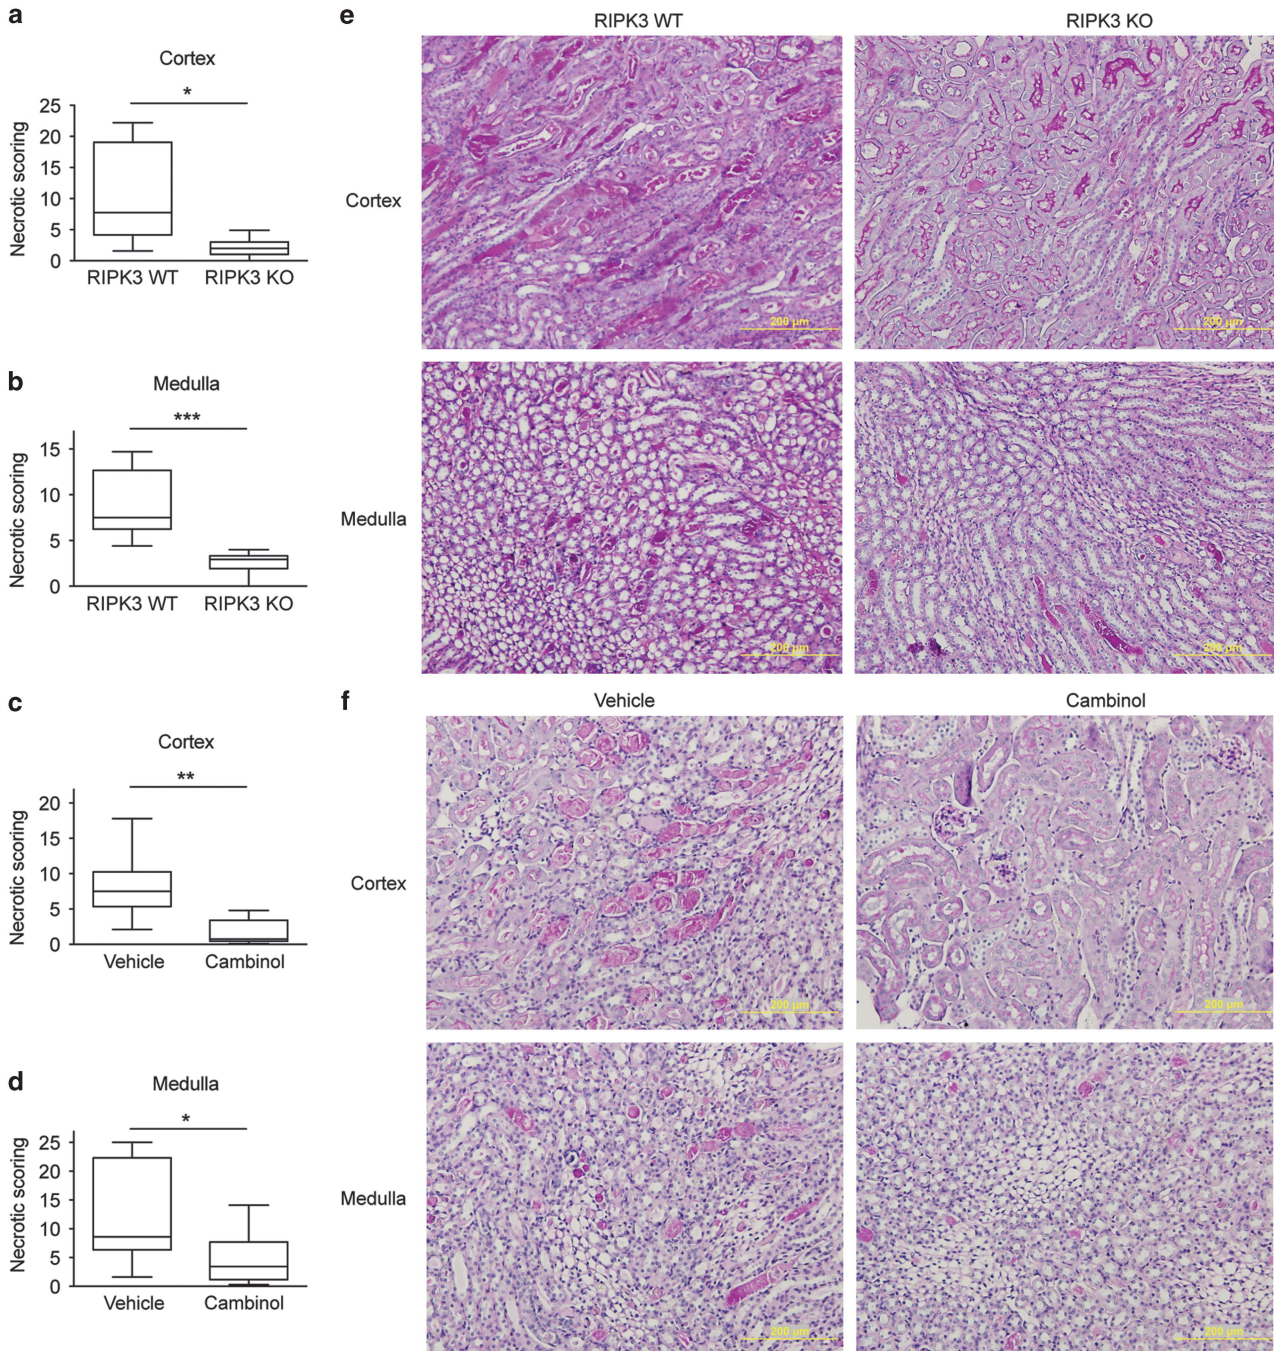 a
Cortex
*
Necrotic scoring
25
20
15
10
5
0
RIPK3 WT
RIPK3 KO
b
Medulla
***
Necrotic scoring
15
10
5
0
RIPK3 WT
RIPK3 KO
c
Cortex
**
Necrotic scoring
20
15
10
5
0
Vehicle
Cambinol
d
Medulla
*
Necrotic scoring
25
20
15
10
5
0
Vehicle
Cambinol
e
RIPK3 WT
RIPK3 KO
Cortex
200 µm
200 µm
Medulla
200 µm
200 µm
f
Vehicle
Cambinol
Cortex
200 µm
200 µm
Medulla
200 µm
200 µm